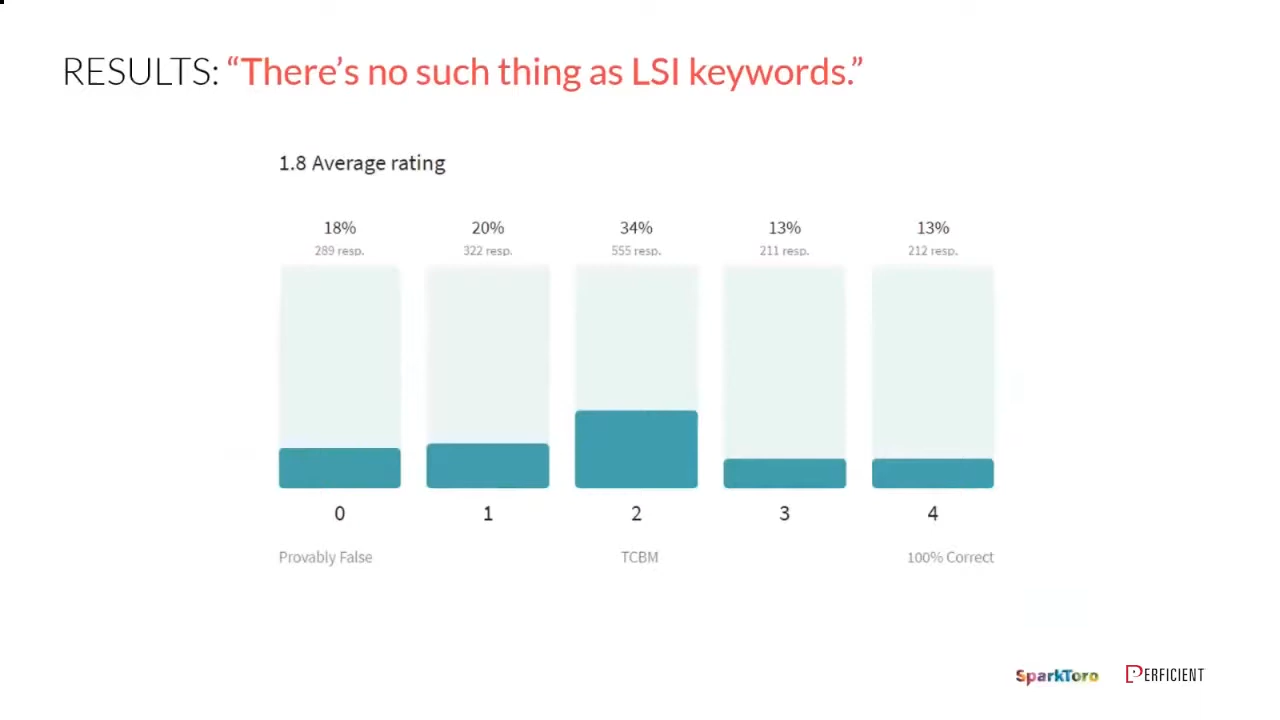 RESULTS: “There’s no such thing as LSI keywords.”
1.8 Average rating
18% 20% 34% 13% 13%
289 resp. 322 resp. 555 resp. 211 resp. 212 resp.
0 1 2 3 4
Provably False TCBM 100% Correct
SparkToro PERFICIENT